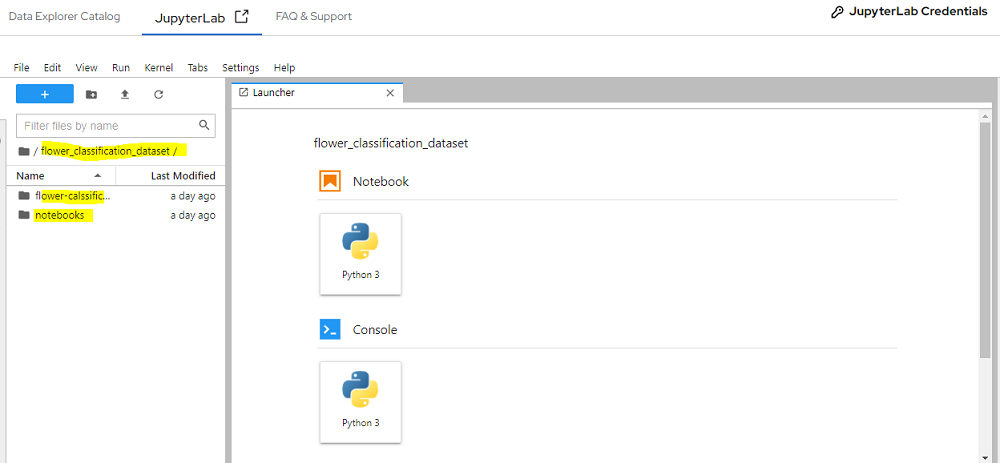 Data Explorer Catalog JupyterLab FAQ & Support JupyterLab Credentials
File Edit View Run Kernel Tabs Settings Help
+
Launcher
Filter files by name
/ flower_classification_dataset /
Name Last Modified
flower-calssific... a day ago
notebooks a day ago
flower_classification_dataset
Notebook
Python 3
Console
Python 3